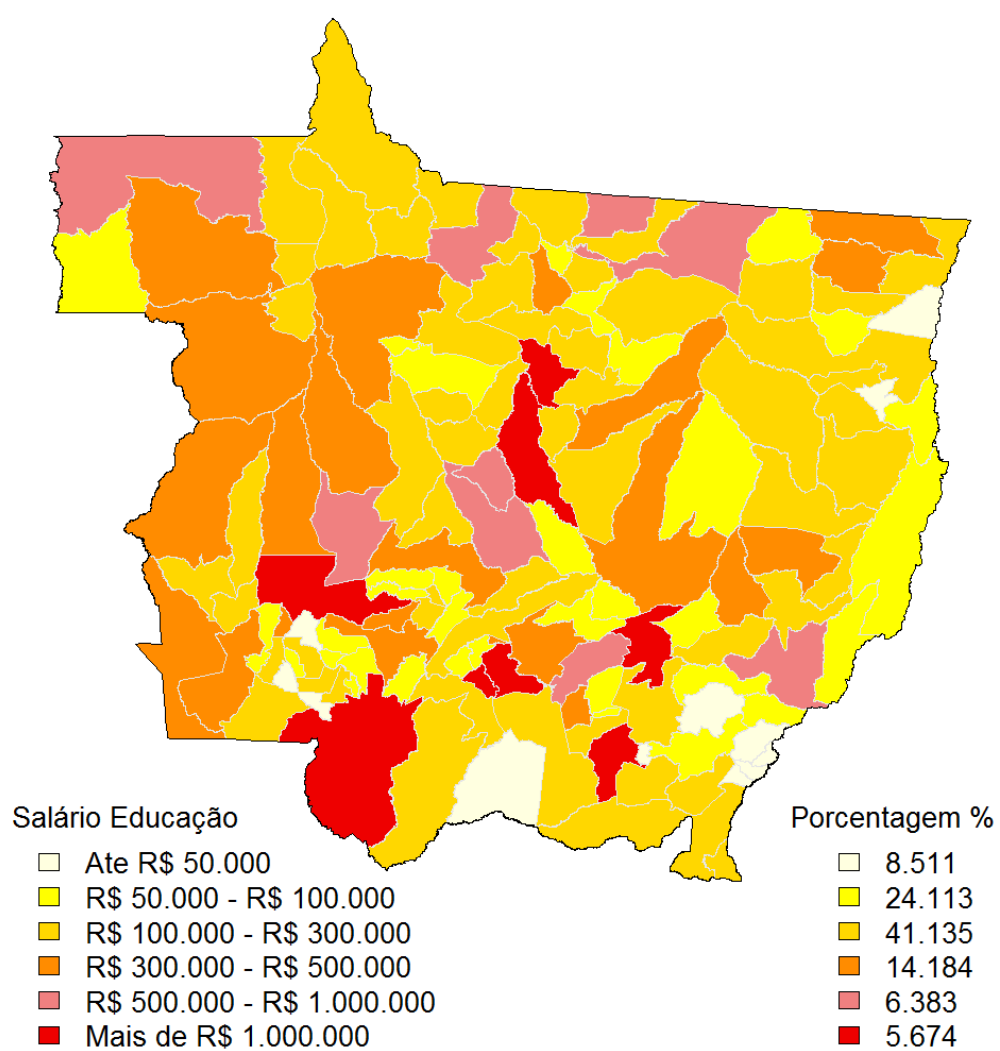 Salário Educação
Ate R$ 50.000
R$ 50.000 - R$ 100.000
R$ 100.000 - R$ 300.000
R$ 300.000 - R$ 500.000
R$ 500.000 - R$ 1.000.000
Mais de R$ 1.000.000
Porcentagem %
8.511
24.113
41.135
14.184
6.383
5.674